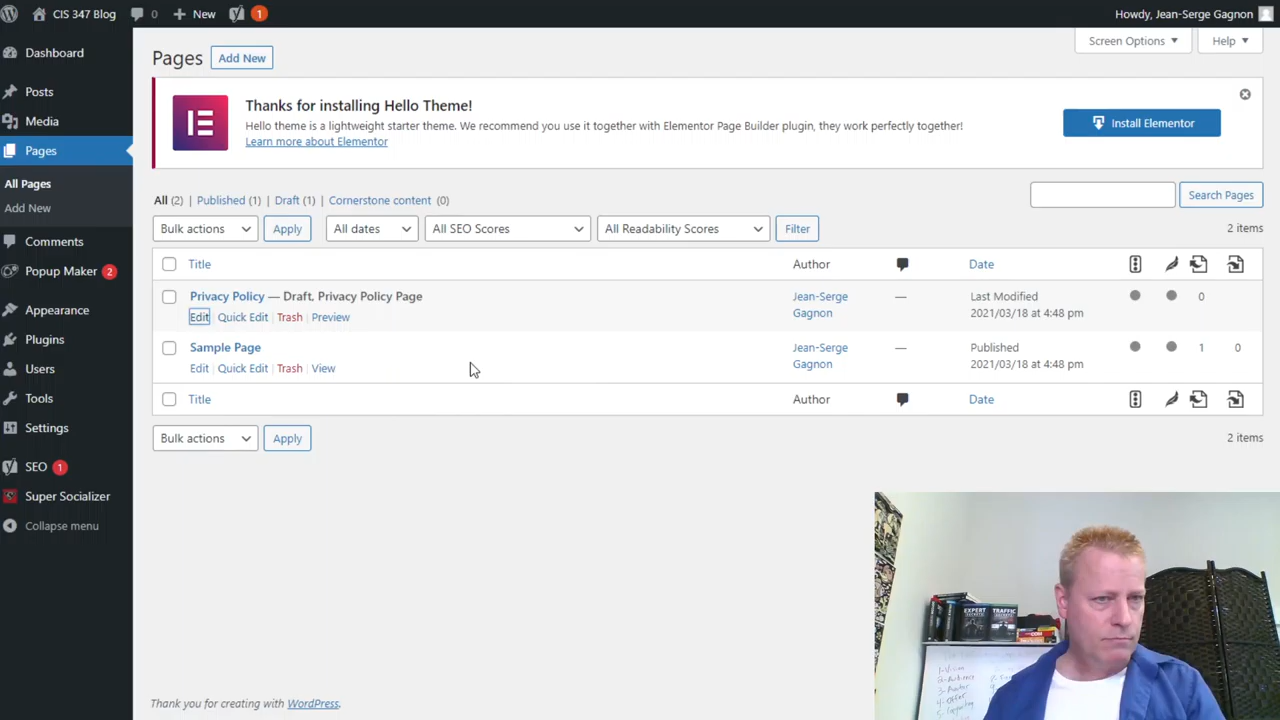 CIS 347 Blog 0 New 1 Howdy, Jean-Serge Gagnon
Screen Options Help
Dashboard
Posts
Media
Pages
All Pages
Add New
Comments
Popup Maker 2
Appearance
Plugins
Users
Tools
Settings
SEO 1
Super Socializer
Collapse menu
Pages Add New
Thanks for installing Hello Theme!
Hello theme is a lightweight starter theme. We recommend you use it together with Elementor Page Builder plugin, they work perfectly together!
Learn more about Elementor
Install Elementor
All (2) | Published (1) | Draft (1) | Cornerstone content (0)
Search Pages
Bulk actions Apply All dates All SEO Scores All Readability Scores Filter 2 items
Title Author Date
Privacy Policy — Draft, Privacy Policy Page Jean-Serge Gagnon — Last Modified 2021/03/18 at 4:48 pm 0
Edit | Quick Edit | Trash | Preview
Sample Page Jean-Serge Gagnon — Published 2021/03/18 at 4:48 pm 1 0
Edit | Quick Edit | Trash | View
Title Author Date
Bulk actions Apply 2 items
EXPERT SECRETS TRAFFIC SECRETS
Thank you for creating with WordPress.